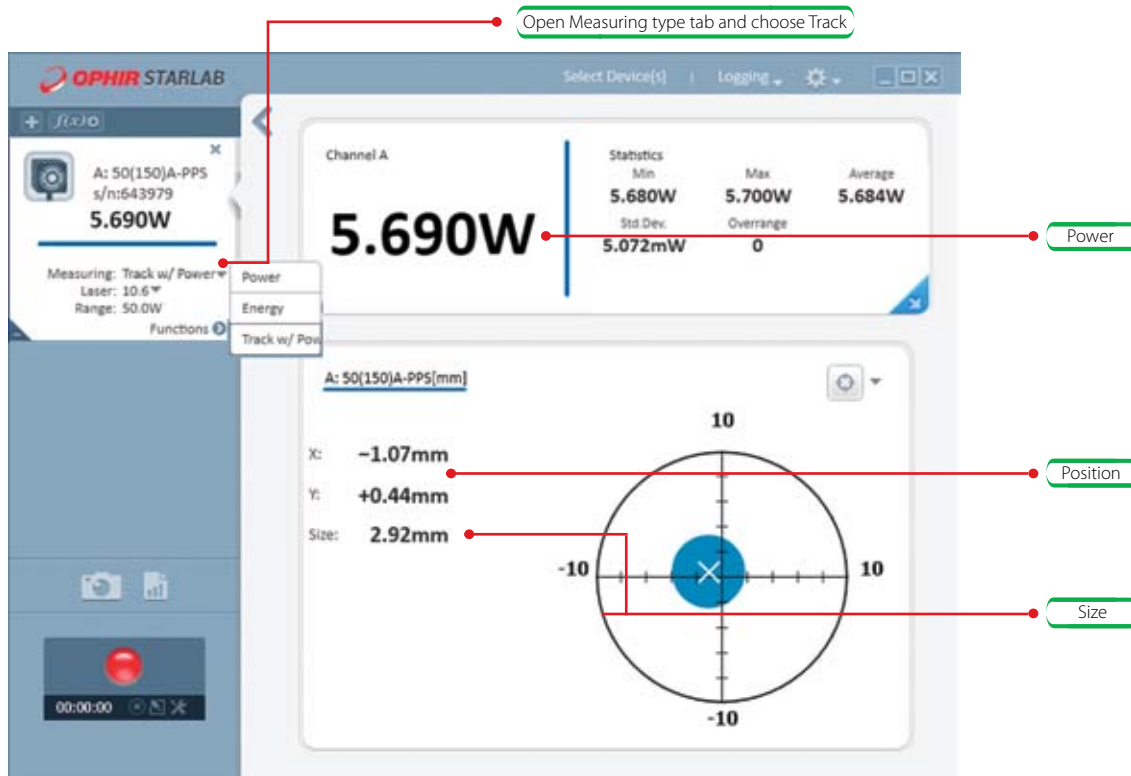 Open Measuring type tab and choose Track
OPHIR STARLAB
Select Device(s) | Logging
+ f(x)
A: 50(150)A-PPS
s/n:643979
5.690W
Measuring: Track w/ Power
Laser: 10.6
Range: 50.0W
Functions
Power
Energy
Track w/ Pow
Channel A
5.690W
Statistics
Min Max Average
5.680W 5.700W 5.684W
Std.Dev. Overrange
5.072mW 0
Power
A: 50(150)A-PPS[mm]
X: −1.07mm
Y: +0.44mm
Size: 2.92mm
10
-10
10
-10
Position
Size
00:00:00